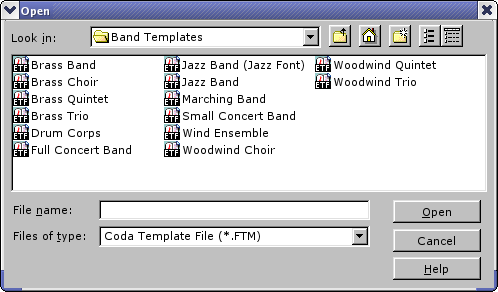 Open
Look in: Band Templates
Brass Band
Brass Choir
Brass Quintet
Brass Trio
Drum Corps
Full Concert Band
Jazz Band (Jazz Font)
Jazz Band
Marching Band
Small Concert Band
Wind Ensemble
Woodwind Choir
Woodwind Quintet
Woodwind Trio
File name:
Open
Files of type: Coda Template File (*.FTM)
Cancel
Help